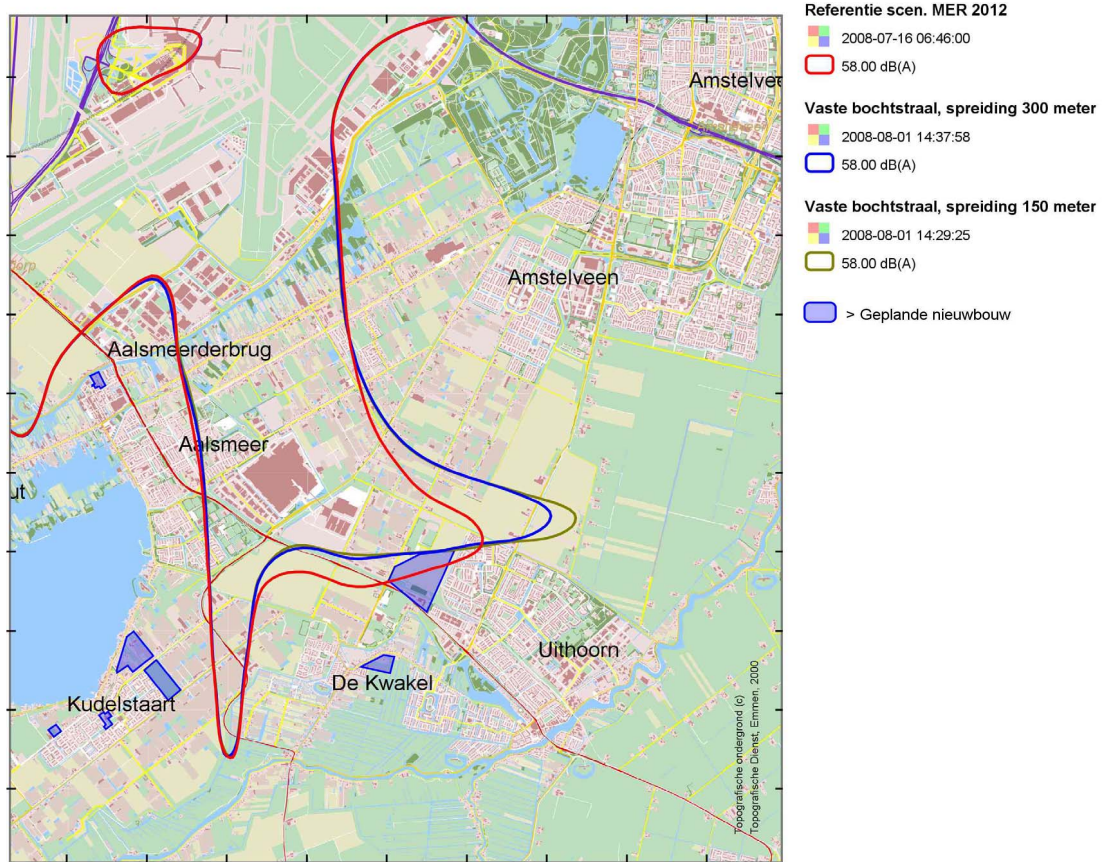 Referentie scen. MER 2012
2008-07-16 06:46:00
58.00 dB(A)
Vaste bochtstraal, spreiding 300 meter
2008-08-01 14:37:58
58.00 dB(A)
Vaste bochtstraal, spreiding 150 meter
2008-08-01 14:29:25
58.00 dB(A)
> Geplande nieuwbouw
Amstelvee
Amstelveen
Aalsmeerderbrug
Aalsmeer
ut
Uithoorn
De Kwakel
Kudelstaart
Topografische ondergrond (c)
Topografische Dienst, Emmen, 2000